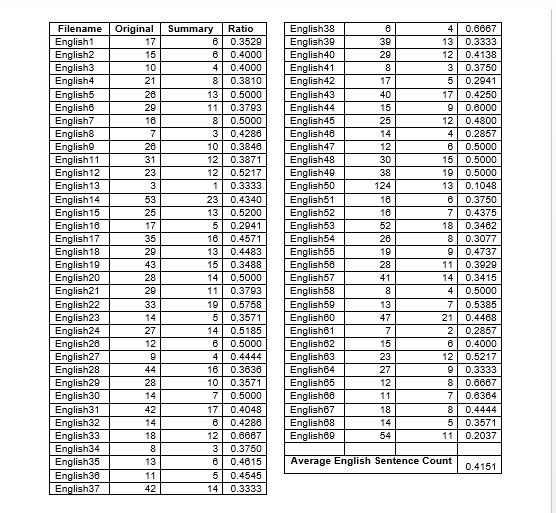 Filename Original Summary Ratio
English1 17 6 0.3529
English2 15 6 0.4000
English3 10 4 0.4000
English4 21 8 0.3810
English5 26 13 0.5000
English6 29 11 0.3793
English7 16 8 0.5000
English8 7 3 0.4286
English9 26 10 0.3846
English11 31 12 0.3871
English12 23 12 0.5217
English13 3 1 0.3333
English14 53 23 0.4340
English15 25 13 0.5200
English16 17 5 0.2941
English17 35 16 0.4571
English18 29 13 0.4483
English19 43 15 0.3488
English20 28 14 0.5000
English21 29 11 0.3793
English22 33 19 0.5758
English23 14 5 0.3571
English24 27 14 0.5185
English26 12 6 0.5000
English27 9 4 0.4444
English28 44 16 0.3636
English29 28 10 0.3571
English30 14 7 0.5000
English31 42 17 0.4048
English32 14 6 0.4286
English33 18 12 0.6667
English34 8 3 0.3750
English35 13 6 0.4615
English36 11 5 0.4545
English37 42 14 0.3333
English38 6 4 0.6667
English39 39 13 0.3333
English40 29 12 0.4138
English41 8 3 0.3750
English42 17 5 0.2941
English43 40 17 0.4250
English44 15 9 0.6000
English45 25 12 0.4800
English46 14 4 0.2857
English47 12 6 0.5000
English48 30 15 0.5000
English49 38 19 0.5000
English50 124 13 0.1048
English51 16 6 0.3750
English52 16 7 0.4375
English53 52 18 0.3462
English54 26 8 0.3077
English55 19 9 0.4737
English56 28 11 0.3929
English57 41 14 0.3415
English58 8 4 0.5000
English59 13 7 0.5385
English60 47 21 0.4468
English61 7 2 0.2857
English62 15 6 0.4000
English63 23 12 0.5217
English64 27 9 0.3333
English65 12 8 0.6667
English66 11 7 0.6364
English67 18 8 0.4444
English68 14 5 0.3571
English69 54 11 0.2037
Average English Sentence Count 0.4151